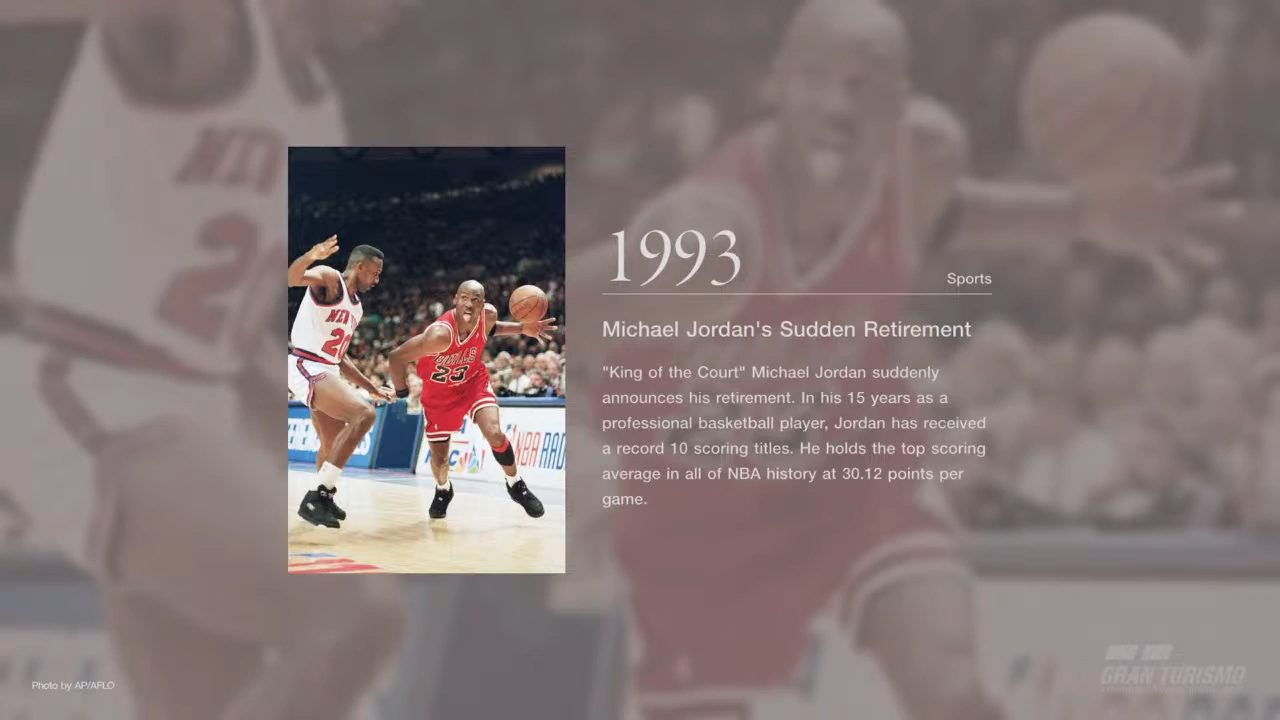 1993
Sports
Michael Jordan's Sudden Retirement
"King of the Court" Michael Jordan suddenly
announces his retirement. In his 15 years as a
professional basketball player, Jordan has received
a record 10 scoring titles. He holds the top scoring
average in all of NBA history at 30.12 points per
game.
NEW Y
20
BULLS
23
NBA RAD
Photo by AP/AFLO
GRAN TURISMO